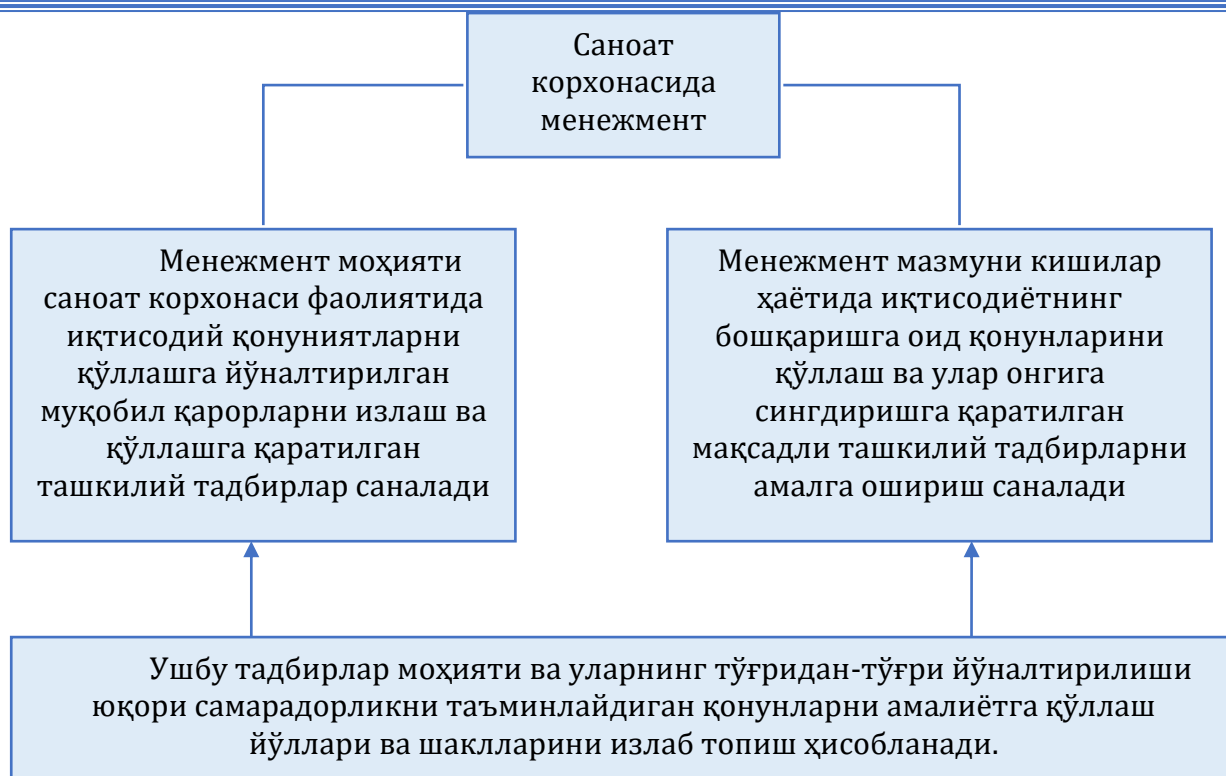 Саноат
корхонасида
менежмент
Менежмент моҳияти
саноат корхонаси фаолиятида
иқтисодий қонуниятларни
қўллашга йўналтирилган
муқобил қарорларни излаш ва
қўллашга қаратилган
ташкилий тадбирлар саналади
Менежмент мазмуни кишилар
ҳаётида иқтисодиётнинг
бошқаришга оид қонунларини
қўллаш ва улар онгига
сингдиришга қаратилган
мақсадли ташкилий тадбирларни
амалга ошириш саналади
Ушбу тадбирлар моҳияти ва уларнинг тўғридан-тўғри йўналтирилиши
юқори самарадорликни таъминлайдиган қонунларни амалиётга қўллаш
йўллари ва шаклларини излаб топиш ҳисобланади.